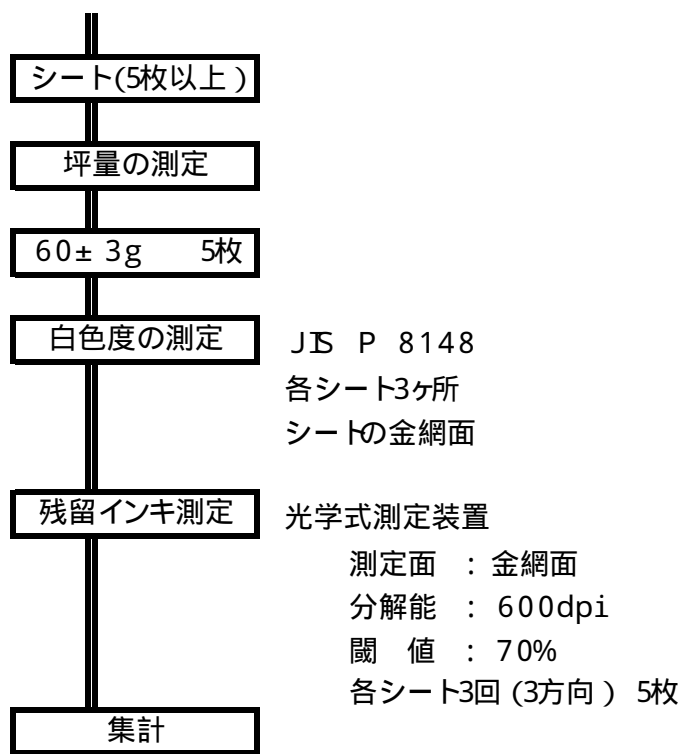 シート(5枚以上)
坪量の測定
60±3g 5枚
白色度の測定
JIS P 8148
各シート3ヶ所
シートの金網面
残留インキ測定
光学式測定装置
測定面 : 金網面
分解能 : 600dpi
閾 値 : 70%
各シート3回(3方向) 5枚
集計